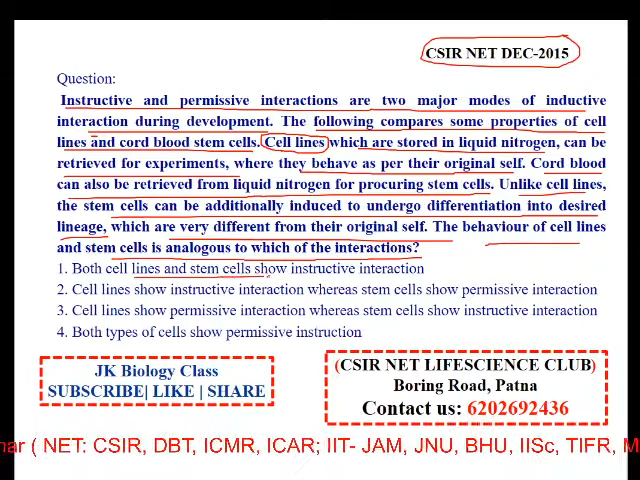 CSIR NET DEC-2015
Question:
Instructive and permissive interactions are two major modes of inductive
interaction during development. The following compares some properties of cell
lines and cord blood stem cells. Cell lines which are stored in liquid nitrogen, can be
retrieved for experiments, where they behave as per their original self. Cord blood
can also be retrieved from liquid nitrogen for procuring stem cells. Unlike cell lines,
the stem cells can be additionally induced to undergo differentiation into desired
lineage, which are very different from their original self. The behaviour of cell lines
and stem cells is analogous to which of the interactions?
1. Both cell lines and stem cells show instructive interaction
2. Cell lines show instructive interaction whereas stem cells show permissive interaction
3. Cell lines show permissive interaction whereas stem cells show instructive interaction
4. Both types of cells show permissive instruction
JK Biology Class
SUBSCRIBE| LIKE | SHARE
(CSIR NET LIFESCIENCE CLUB)
Boring Road, Patna
Contact us: 6202692436
nar ( NET: CSIR, DBT, ICMR, ICAR; IIT- JAM, JNU, BHU, IISc, TIFR, M